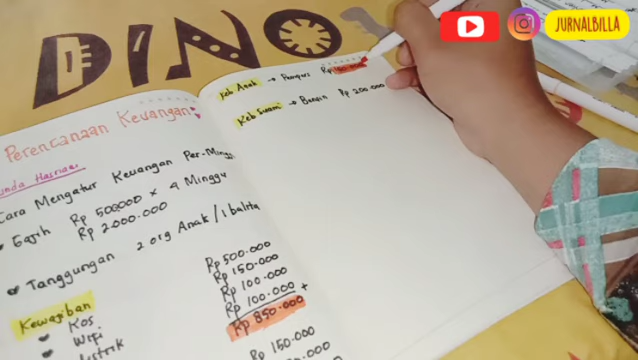 DINO
JURNALBILLA
Perencanaan Keuangan
Cara Mengatur Keuangan Per-Minggu
Gajih Rp 500.000 x 4 Minggu
Rp 2.000.000
Tanggungan 2 org Anak / 1 balita
Kewajiban
Kos Rp 500.000
Wifi Rp 150.000
Rp 100.000
Rp 100.000 +
Rp 850.000
Rp 150.000
Keb Anak → Pampers Rp
Keb Suami → Bensin Rp 200.000